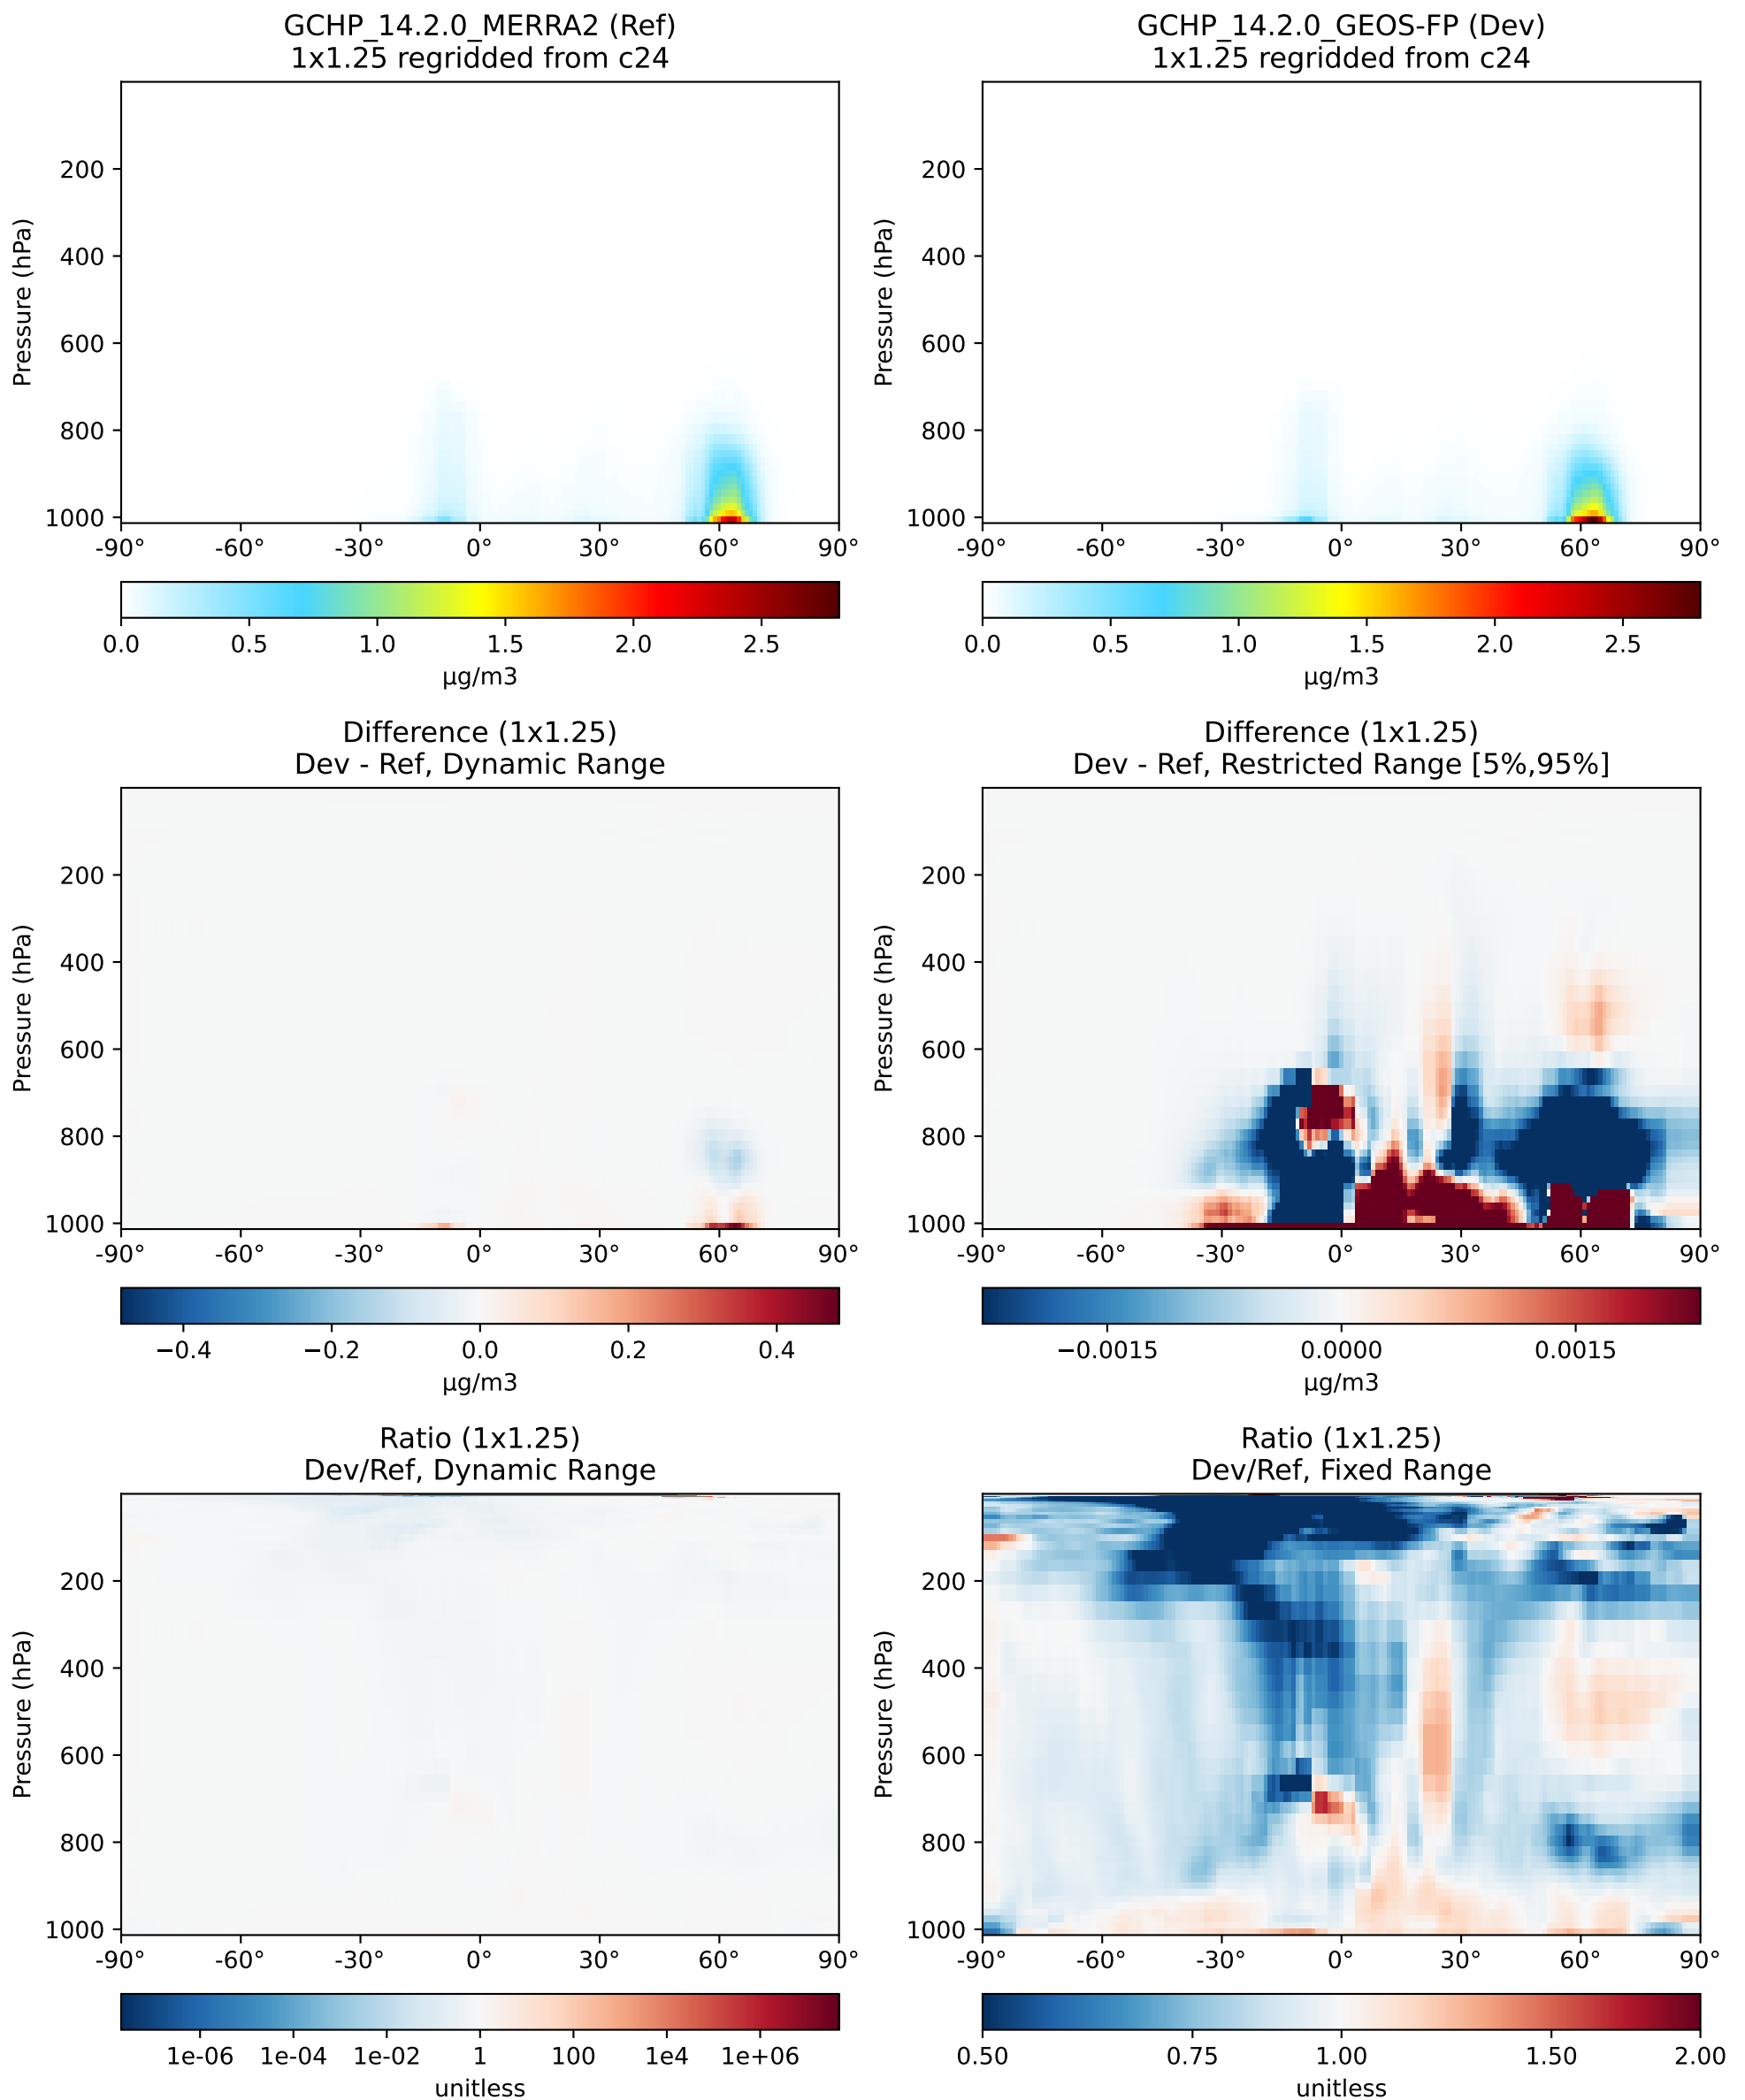 GCHP_14.2.0_MERRA2 (Ref)
1x1.25 regridded from c24
Pressure (hPa)
200
400
600
800
1000
-90° -60° -30° 0° 30° 60° 90°
0.0 0.5 1.0 1.5 2.0 2.5
µg/m3
GCHP_14.2.0_GEOS-FP (Dev)
1x1.25 regridded from c24
Pressure (hPa)
200
400
600
800
1000
-90° -60° -30° 0° 30° 60° 90°
0.0 0.5 1.0 1.5 2.0 2.5
µg/m3
Difference (1x1.25)
Dev - Ref, Dynamic Range
Pressure (hPa)
200
400
600
800
1000
-90° -60° -30° 0° 30° 60° 90°
−0.4 −0.2 0.0 0.2 0.4
µg/m3
Difference (1x1.25)
Dev - Ref, Restricted Range [5%,95%]
Pressure (hPa)
200
400
600
800
1000
-90° -60° -30° 0° 30° 60° 90°
−0.0015 0.0000 0.0015
µg/m3
Ratio (1x1.25)
Dev/Ref, Dynamic Range
Pressure (hPa)
200
400
600
800
1000
-90° -60° -30° 0° 30° 60° 90°
1e-06 1e-04 1e-02 1 100 1e+4 1e+06
unitless
Ratio (1x1.25)
Dev/Ref, Fixed Range
Pressure (hPa)
200
400
600
800
1000
-90° -60° -30° 0° 30° 60° 90°
0.50 0.75 1.00 1.50 2.00
unitless